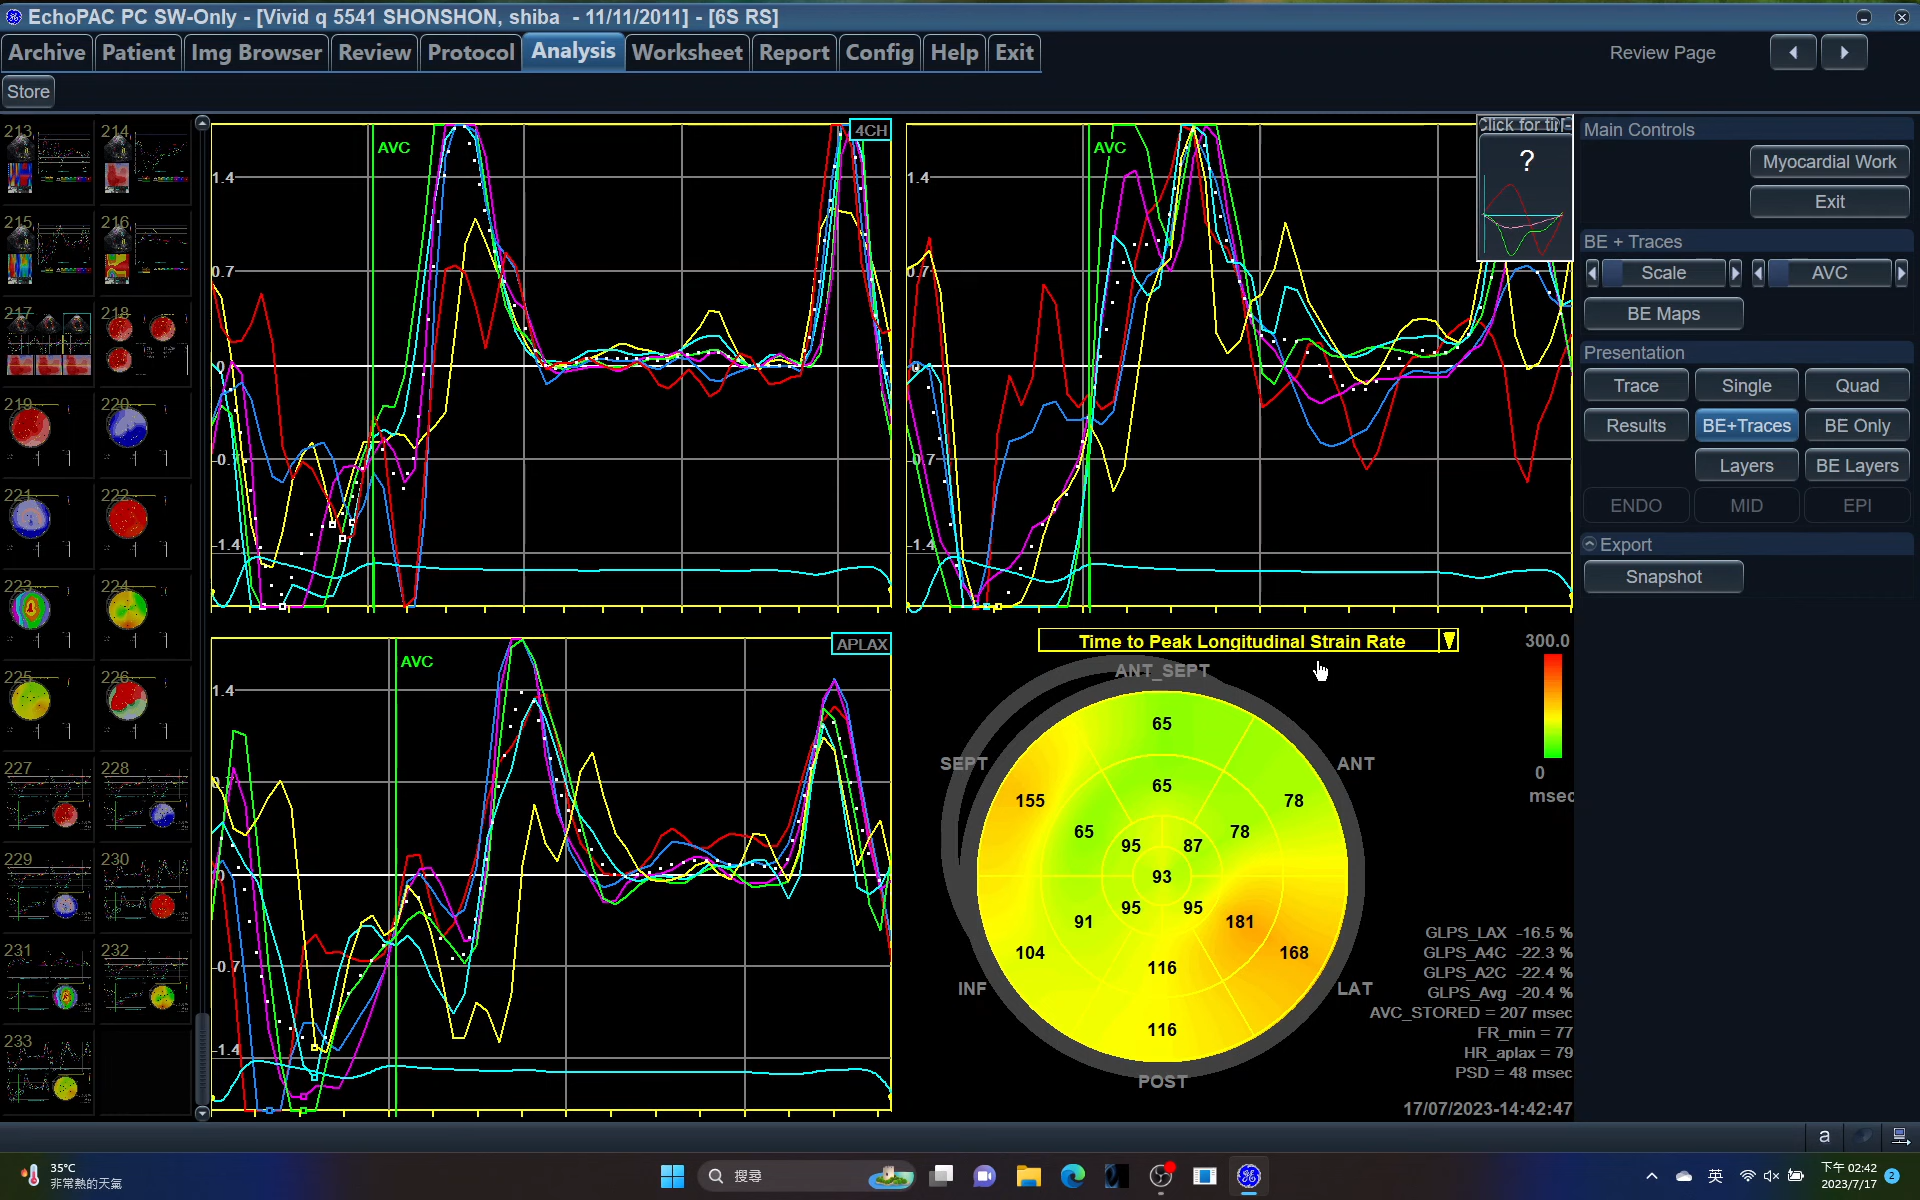 EchoPAC PC SW-Only - [Vivid q 5541 SHONSHON, shiba - 11/11/2011] - [6S RS]
Archive Patient Img Browser Review Protocol Analysis Worksheet Report Config Help Exit
Review Page
Store
213 214
215 216
217 218
219 220
221 222
223 224
225 226
227 228
229 230
231 232
233
AVC
4CH
1.4
0.7
0
-1.4
AVC
1.4
0.7
0
-0.7
-1.4
?
AVC
APLAX
1.4
0
-0.7
-1.4
Time to Peak Longitudinal Strain Rate
ANT_SEPT
SEPT
ANT
INF
LAT
POST
65
65
155
78
65
78
95
87
93
95
95
91
181
104
168
116
116
300.0
0
GLPS_LAX -16.5 %
GLPS_A4C -22.3 %
GLPS_A2C -22.4 %
GLPS_Avg -20.4 %
AVC_STORED = 207 msec
FR_min = 77
HR_aplax = 79
PSD = 48 msec
17/07/2023-14:42:47
Main Controls
Myocardial Work
Exit
BE + Traces
Scale AVC
BE Maps
Presentation
Trace Single Quad
Results BE+Traces BE Only
Layers BE Layers
ENDO MID EPI
Export
Snapshot
a
35°C
非常熱的天氣
搜尋
英
下午 02:42
2023/7/17
2